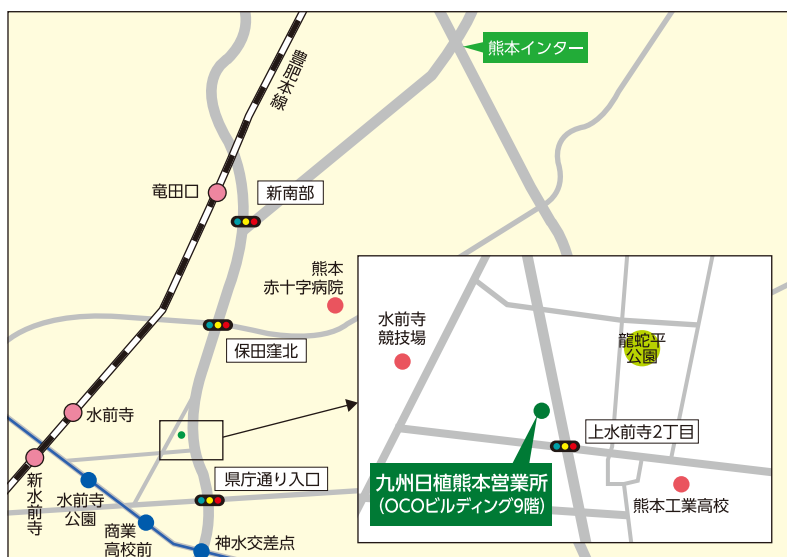 熊本インター
豊肥本線
竜田口
新南部
熊本
赤十字病院
保田窪北
水前寺
新水前寺
水前寺
公園
商業
高校前
県庁通り入口
神水交差点
水前寺
競技場
龍蛇平
公園
上水前寺2丁目
九州日植熊本営業所
(OCOビルディング9階)
熊本工業高校